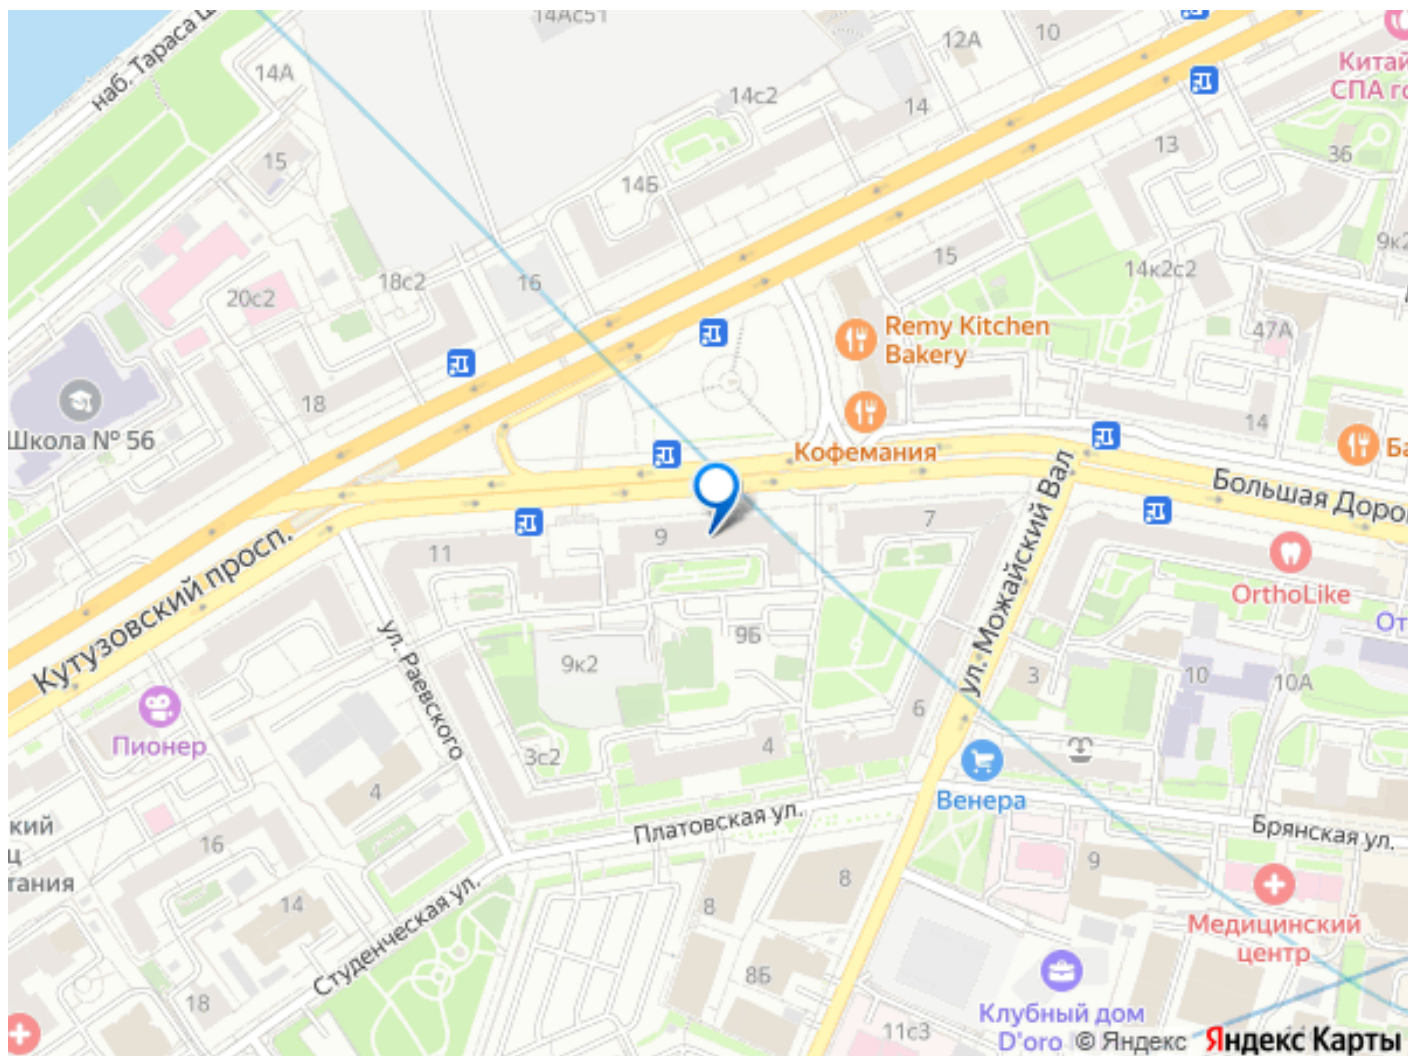 14Ас51
10
12А
Китай
СПА го
наб. Тараса Ш
14А
14с2
14
13
36
15
14Б
9к2
18с2
16
15
14к2с2
20с2
Remy Kitchen
Bakery
47А
18
14
Школа № 56
Кофемания
Ба
Большая Дорог
Кутузовский просп.
11
9
7
ул. Можайский Вал
OrthoLike
От
ул. Раевского
9Б
9к2
3
10
10А
6
Пионер
3с2
4
4
Венера
Платовская ул.
Брянская ул.
кий
ц
тания
16
9
8
14
8
Студенческая ул.
Медицинский
центр
8Б
18
Клубный дом
D'oro
11с3
© Яндекс
Яндекс Карты